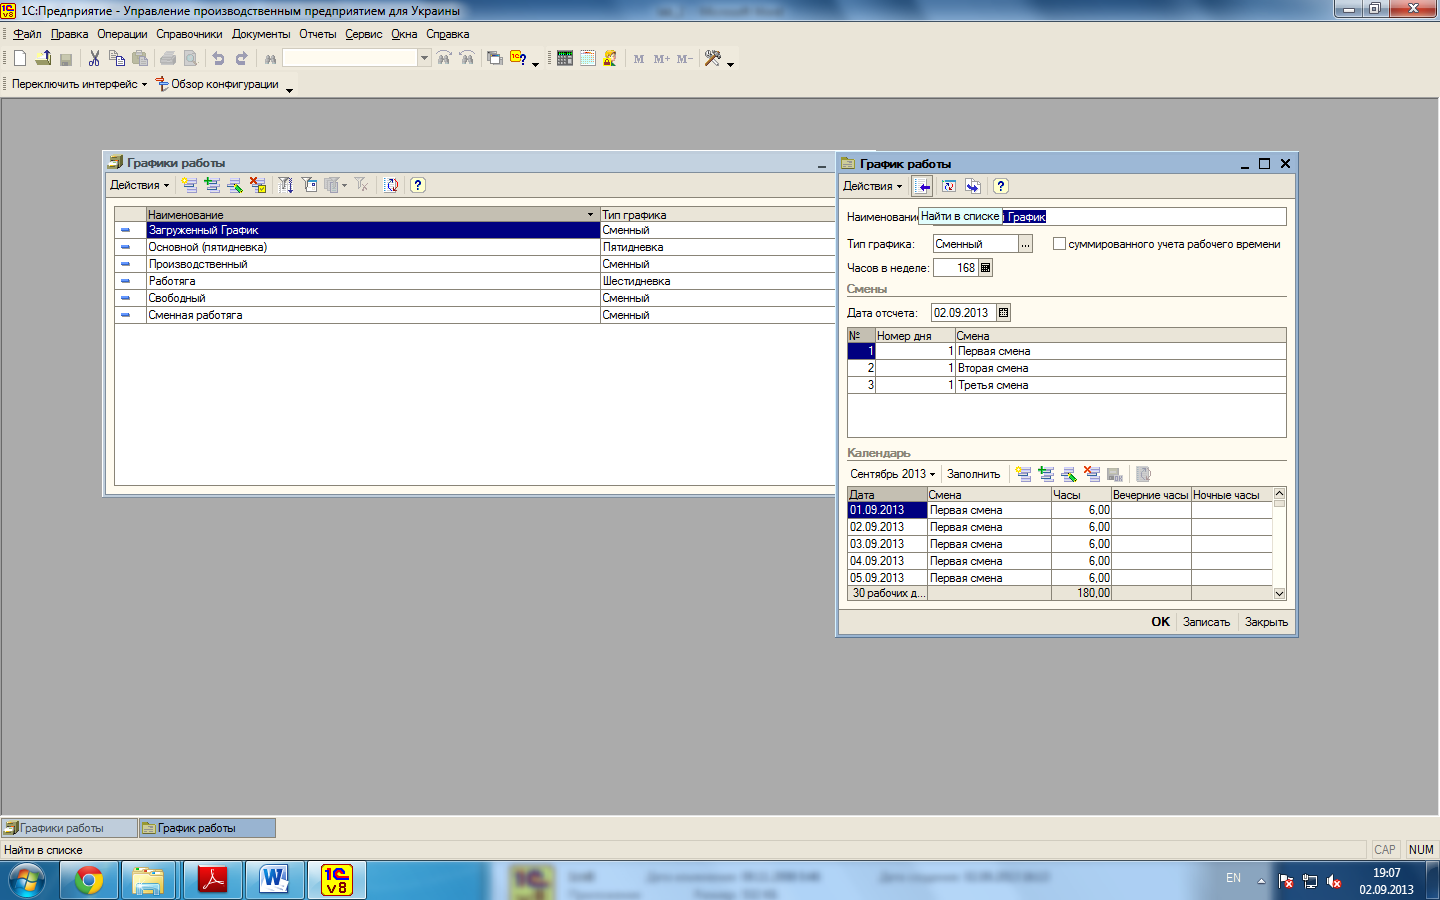 1С:Предприятие - Управление производственным предприятием для Украины
Файл Правка Операции Справочники Документы Отчеты Сервис Окна Справка
M M+ M-
Переключить интерфейс Обзор конфигурации
Графики работы
Действия
Наименование Тип графика
Загруженный График Сменный
Основной (пятидневка) Пятидневка
Производственный Сменный
Работяга Шестидневка
Свободный Сменный
Сменная работяга Сменный
График работы
Действия
Найти в списке
График
Тип графика: Сменный ... суммированного учета рабочего времени
Часов в неделе: 168
Смены
Дата отсчета: 02.09.2013
№ Номер дня Смена
1 1 Первая смена
2 1 Вторая смена
3 1 Третья смена
Календарь
Сентябрь 2013 Заполнить
Дата Смена Часы Вечерние часы Ночные часы
01.09.2013 Первая смена 6,00
02.09.2013 Первая смена 6,00
03.09.2013 Первая смена 6,00
04.09.2013 Первая смена 6,00
05.09.2013 Первая смена 6,00
30 рабочих д... 180,00
OK Записать Закрыть
Графики работы График работы
Найти в списке CAP NUM
EN 19:07
02.09.2013